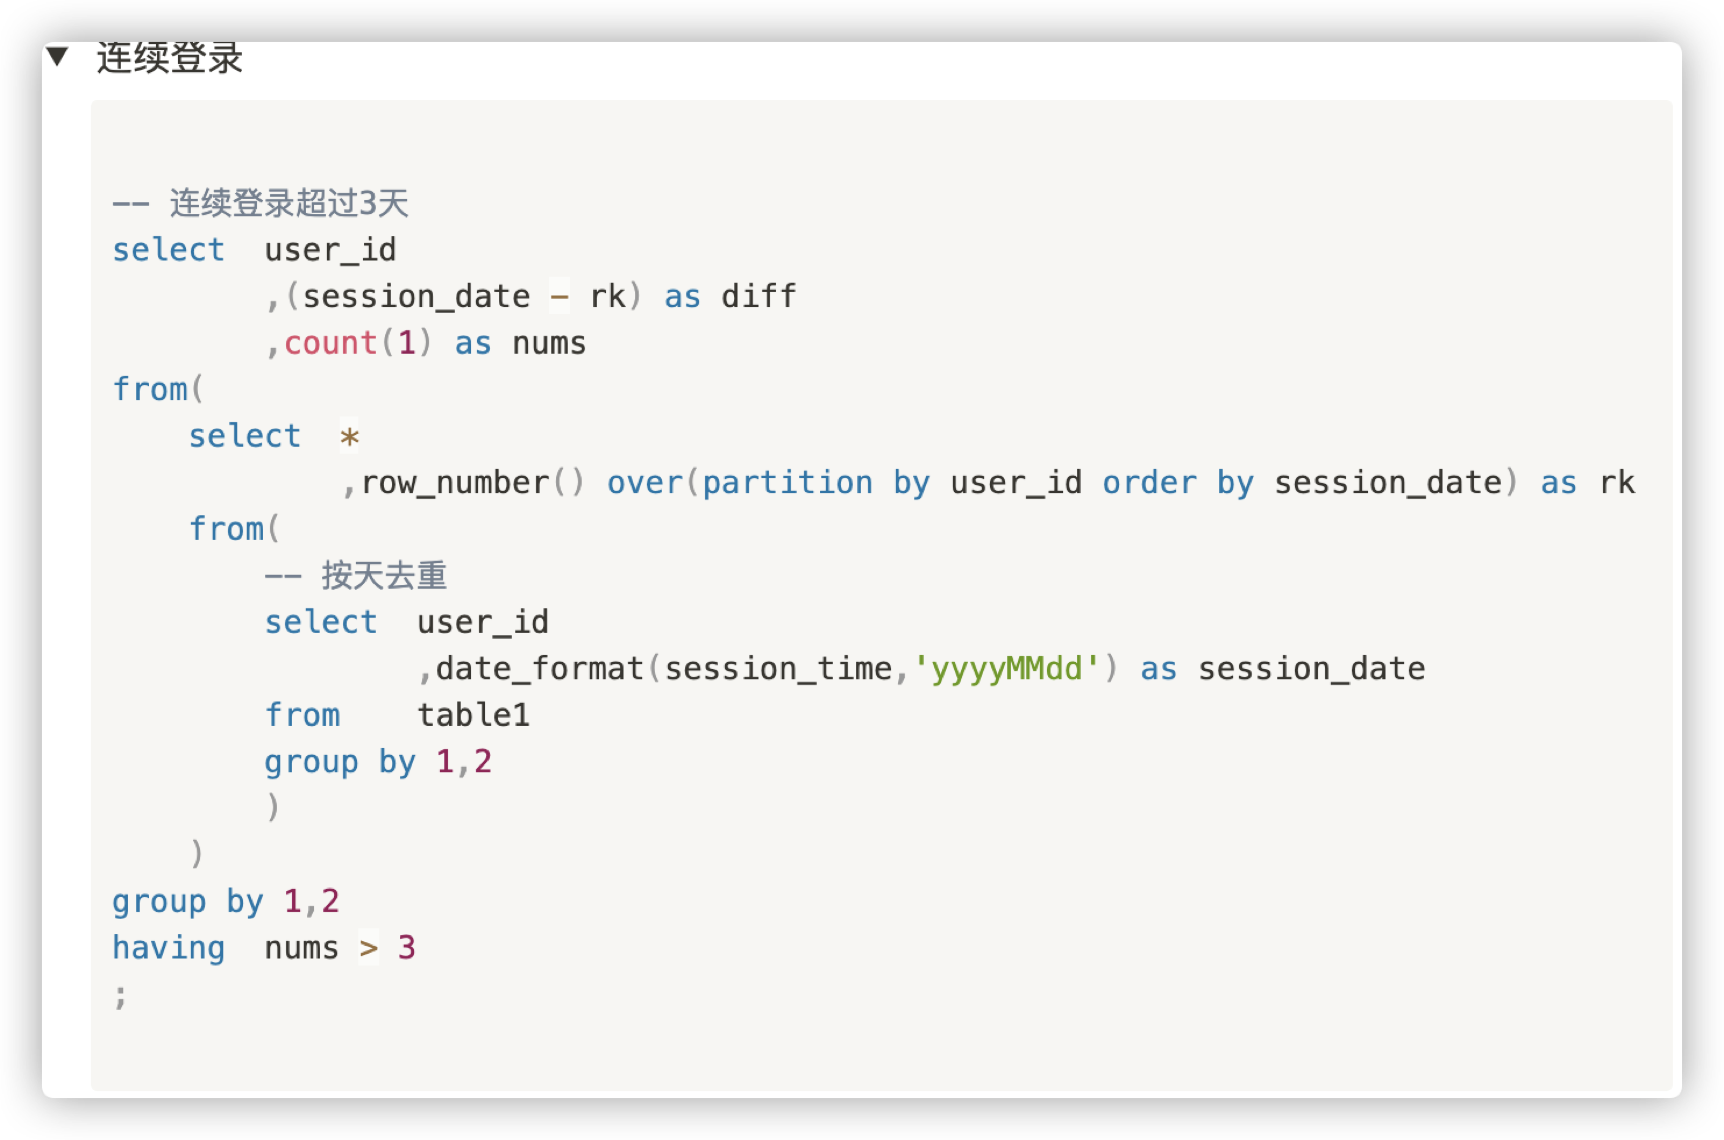 连续登录
-- 连续登录超过3天
select  user_id
        ,(session_date - rk) as diff
        ,count(1) as nums
from(
    select  *
            ,row_number() over(partition by user_id order by session_date) as rk
    from(
        -- 按天去重
        select  user_id
                ,date_format(session_time,'yyyyMMdd') as session_date
        from    table1
        group by 1,2
        )
    )
group by 1,2
having  nums > 3
;